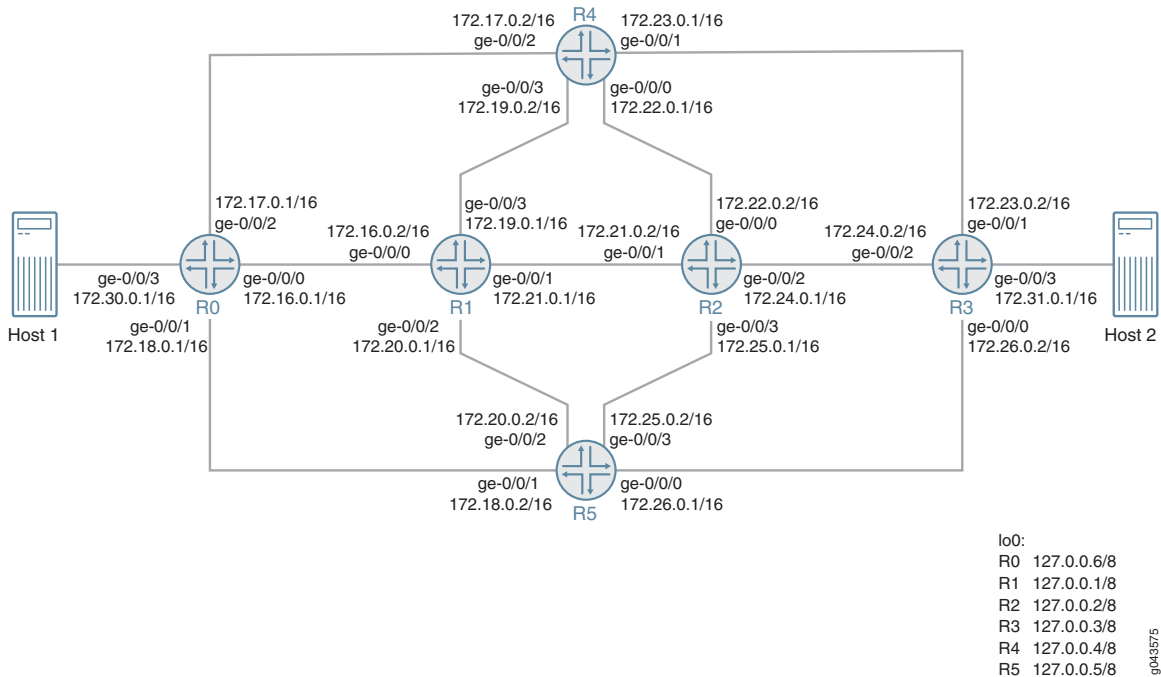 R4
172.17.0.2/16
ge-0/0/2
172.23.0.1/16
ge-0/0/1
ge-0/0/3
172.19.0.2/16
ge-0/0/0
172.22.0.1/16
172.17.0.1/16
ge-0/0/2
172.16.0.2/16
ge-0/0/0
ge-0/0/3
172.19.0.1/16
172.21.0.2/16
ge-0/0/1
172.22.0.2/16
ge-0/0/0
172.24.0.2/16
ge-0/0/2
172.23.0.2/16
ge-0/0/1
ge-0/0/3
172.30.0.1/16
ge-0/0/0
172.16.0.1/16
ge-0/0/1
172.21.0.1/16
ge-0/0/2
172.24.0.1/16
ge-0/0/3
172.31.0.1/16
Host 1
R0
R1
R2
R3
Host 2
ge-0/0/1
172.18.0.1/16
ge-0/0/2
172.20.0.1/16
ge-0/0/3
172.25.0.1/16
ge-0/0/0
172.26.0.2/16
172.20.0.2/16
ge-0/0/2
172.25.0.2/16
ge-0/0/3
ge-0/0/1
172.18.0.2/16
ge-0/0/0
172.26.0.1/16
R5
lo0:
R0 127.0.0.6/8
R1 127.0.0.1/8
R2 127.0.0.2/8
R3 127.0.0.3/8
R4 127.0.0.4/8
R5 127.0.0.5/8
g043575